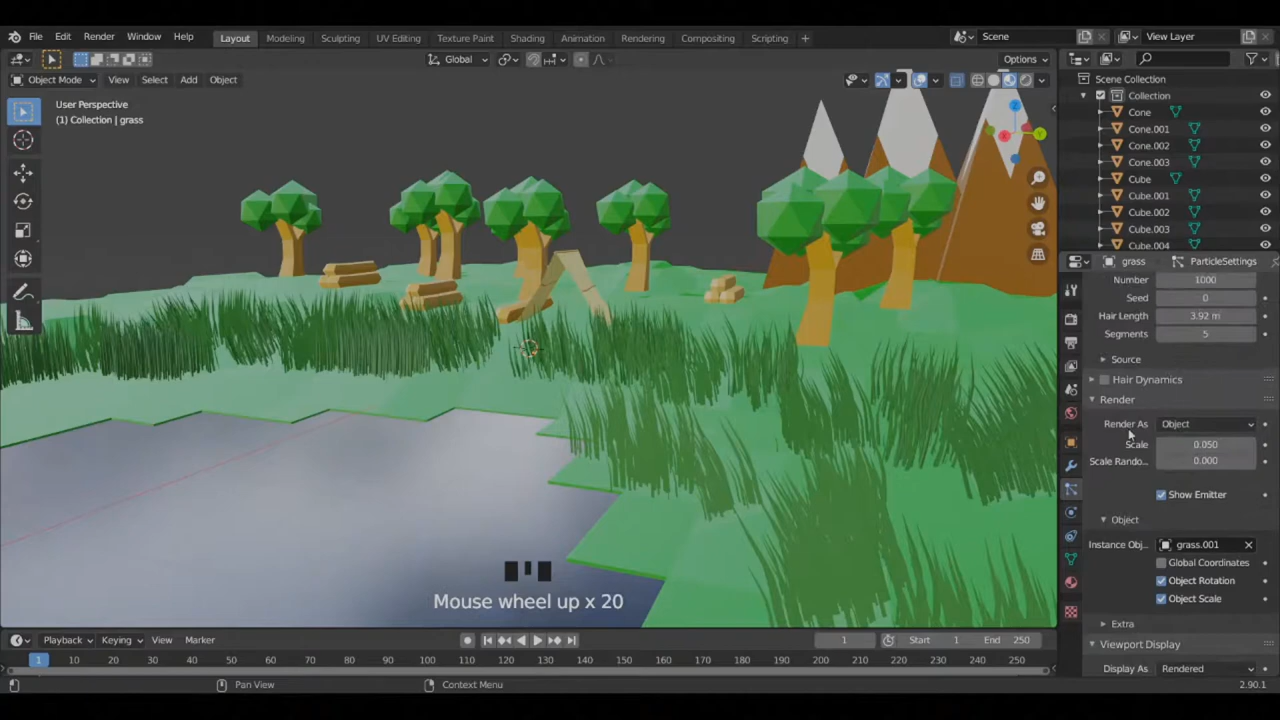 File Edit Render Window Help Layout Modeling Sculpting UV Editing Texture Paint Shading Animation Rendering Compositing Scripting + Scene View Layer
Global Options
Object Mode View Select Add Object
User Perspective
(1) Collection | grass
X
Y
Z
Scene Collection
Collection
Cone
Cone.001
Cone.002
Cone.003
Cube
Cube.001
Cube.002
Cube.003
Cube.004
grass ParticleSettings
Number 1000
Seed 0
Hair Length 3.92 m
Segments 5
Source
Hair Dynamics
Render
Render As Object
Scale 0.050
Scale Rando... 0.000
Show Emitter
Object
Instance Obj... grass.001
Global Coordinates
Object Rotation
Object Scale
Extra
Viewport Display
Display As Rendered
Mouse wheel up x 20
Playback Keying View Marker 1 Start 1 End 250
1 10 20 30 40 50 60 70 80 90 100 110 120 130 140 150 160 170 180 190 200 210 220 230 240 250
Pan View Context Menu 2.90.1